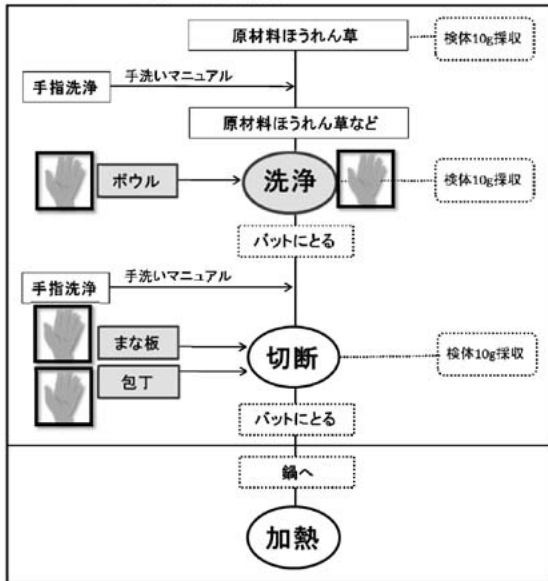 原材料ほうれん草
検体10g採収
手洗いマニュアル
手指洗浄
原材料ほうれん草など
ボウル
洗浄
検体10g採収
バットにとる
手洗いマニュアル
手指洗浄
まな板
切断
検体10g採収
包丁
バットにとる
鍋へ
加熱